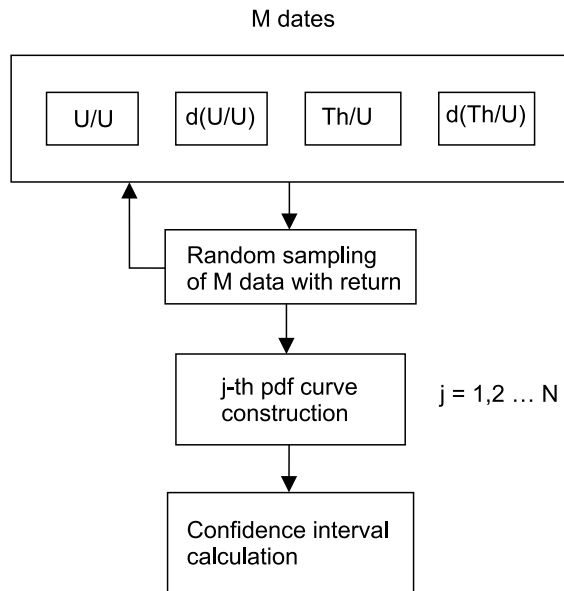 M dates
U/U
d(U/U)
Th/U
d(Th/U)
Random sampling
of M data with return
j-th pdf curve
construction
j = 1,2 … N
Confidence interval
calculation